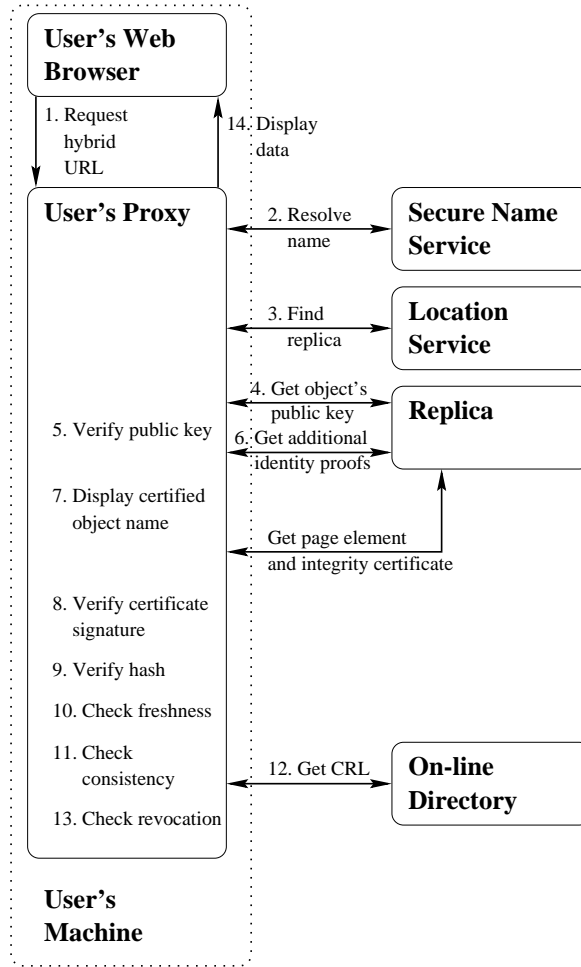 User's Web
Browser
1. Request
hybrid
URL
14. Display
data
User's Proxy
2. Resolve
name
Secure Name
Service
3. Find
replica
Location
Service
4. Get object's
public key
Replica
5. Verify public key
6. Get additional
identity proofs
7. Display certified
object name
Get page element
and integrity certificate
8. Verify certificate
signature
9. Verify hash
10. Check freshness
11. Check
consistency
12. Get CRL
On-line
Directory
13. Check revocation
User's
Machine